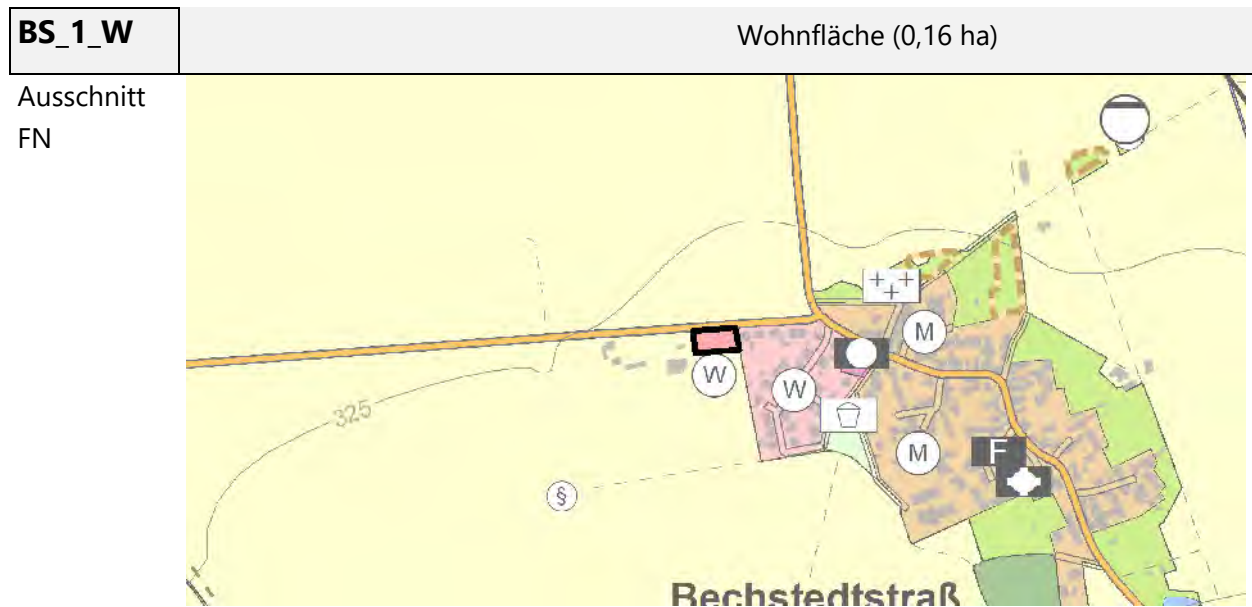 BS_1_W
Wohnfläche (0,16 ha)
Ausschnitt
FN
M
W
W
325
M
F
§
Bechstedtstraß